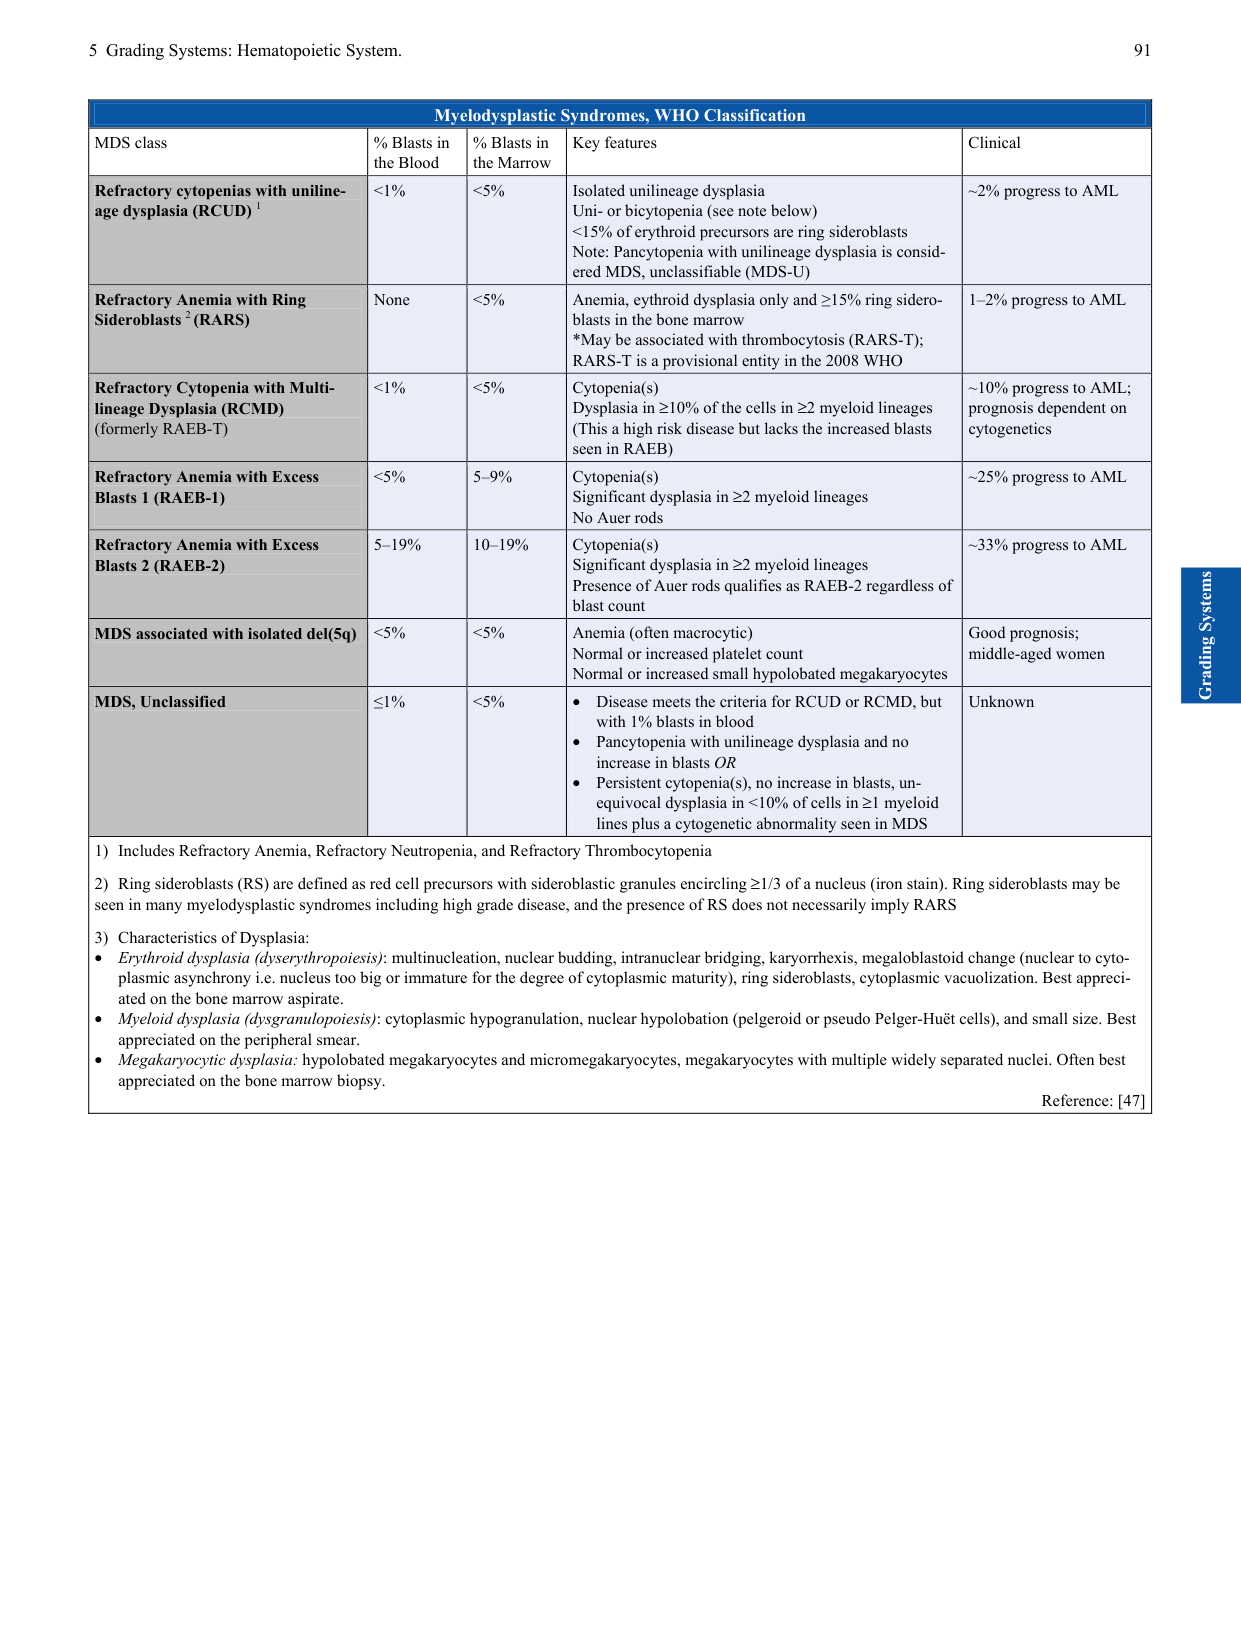 5 Grading Systems: Hematopoietic System.
91
Myelodysplastic Syndromes, WHO Classification
MDS class
% Blasts in
the Blood
% Blasts in
the Marrow
Key features
Clinical
Refractory cytopenias with uniline-
age dysplasia (RCUD) 1
<1%
<5%
Isolated unilineage dysplasia
Uni- or bicytopenia (see note below)
<15% of erythroid precursors are ring sideroblasts
Note: Pancytopenia with unilineage dysplasia is consid-
ered MDS, unclassifiable (MDS-U)
~2% progress to AML
Refractory Anemia with Ring
Sideroblasts 2 (RARS)
None
<5%
Anemia, eythroid dysplasia only and ≥15% ring sidero-
blasts in the bone marrow
*May be associated with thrombocytosis (RARS-T);
RARS-T is a provisional entity in the 2008 WHO
1–2% progress to AML
Refractory Cytopenia with Multi-
lineage Dysplasia (RCMD)
(formerly RAEB-T)
<1%
<5%
Cytopenia(s)
Dysplasia in ≥10% of the cells in ≥2 myeloid lineages
(This a high risk disease but lacks the increased blasts
seen in RAEB)
~10% progress to AML;
prognosis dependent on
cytogenetics
Refractory Anemia with Excess
Blasts 1 (RAEB-1)
<5%
5–9%
Cytopenia(s)
Significant dysplasia in ≥2 myeloid lineages
No Auer rods
~25% progress to AML
Refractory Anemia with Excess
Blasts 2 (RAEB-2)
5–19%
10–19%
Cytopenia(s)
Significant dysplasia in ≥2 myeloid lineages
Presence of Auer rods qualifies as RAEB-2 regardless of
blast count
~33% progress to AML
MDS associated with isolated del(5q)
<5%
<5%
Anemia (often macrocytic)
Normal or increased platelet count
Normal or increased small hypolobated megakaryocytes
Good prognosis;
middle-aged women
MDS, Unclassified
≤1%
<5%
• Disease meets the criteria for RCUD or RCMD, but
with 1% blasts in blood
• Pancytopenia with unilineage dysplasia and no
increase in blasts OR
• Persistent cytopenia(s), no increase in blasts, un-
equivocal dysplasia in <10% of cells in ≥1 myeloid
lines plus a cytogenetic abnormality seen in MDS
Unknown
1) Includes Refractory Anemia, Refractory Neutropenia, and Refractory Thrombocytopenia
2) Ring sideroblasts (RS) are defined as red cell precursors with sideroblastic granules encircling ≥1/3 of a nucleus (iron stain). Ring sideroblasts may be
seen in many myelodysplastic syndromes including high grade disease, and the presence of RS does not necessarily imply RARS
3) Characteristics of Dysplasia:
• Erythroid dysplasia (dyserythropoiesis): multinucleation, nuclear budding, intranuclear bridging, karyorrhexis, megaloblastoid change (nuclear to cyto-
plasmic asynchrony i.e. nucleus too big or immature for the degree of cytoplasmic maturity), ring sideroblasts, cytoplasmic vacuolization. Best appreci-
ated on the bone marrow aspirate.
• Myeloid dysplasia (dysgranulopoiesis): cytoplasmic hypogranulation, nuclear hypolobation (pelgeroid or pseudo Pelger-Huët cells), and small size. Best
appreciated on the peripheral smear.
• Megakaryocytic dysplasia: hypolobated megakaryocytes and micromegakaryocytes, megakaryocytes with multiple widely separated nuclei. Often best
appreciated on the bone marrow biopsy.
Reference: [47]
Grading Systems